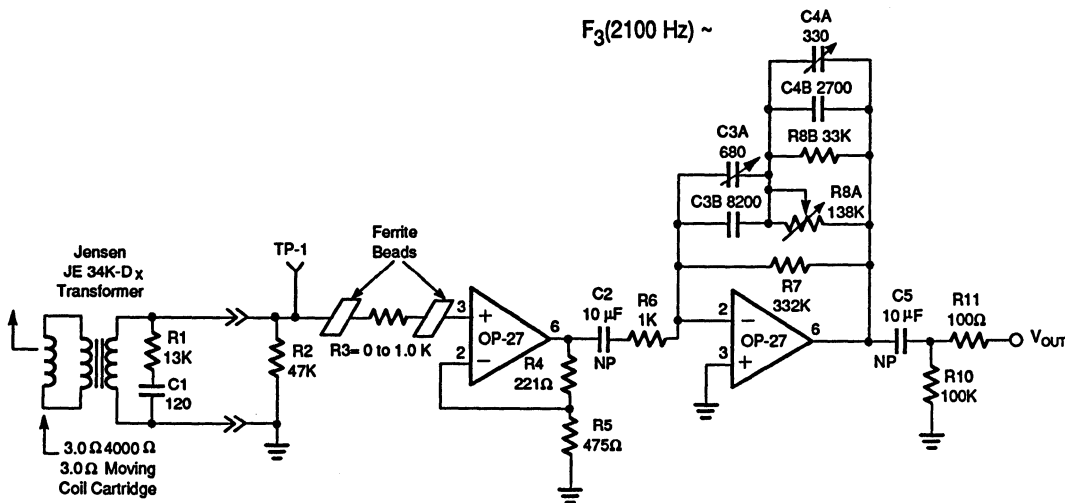 F3(2100 Hz) ~
C4A
330
C4B 2700
R8B 33K
C3A
680
C3B 8200
R8A
138K
R7
332K
Jensen
JE 34K-Dx
Transformer
TP-1
Ferrite
Beads
R1
13K
C1
120
R2
47K
R3= 0 to 1.0 K
3
+
OP-27
2
−
6
R4
221Ω
R5
475Ω
C2
10 µF
NP
R6
1K
2
−
OP-27
3
+
6
C5
10 µF
NP
R11
100Ω
VOUT
R10
100K
3.0 Ω 4000 Ω
3.0 Ω Moving
Coil Cartridge